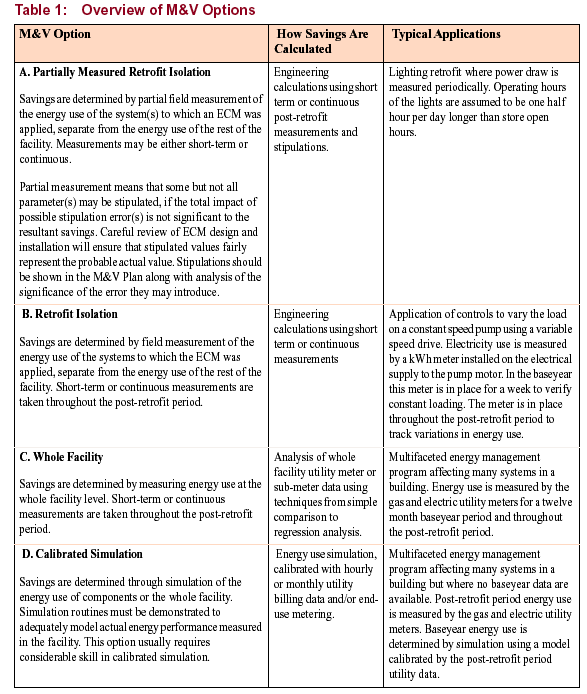 Table 1: Overview of M&V Options
M&V Option
How Savings Are
Calculated
Typical Applications
A. Partially Measured Retrofit Isolation
Savings are determined by partial field measurement of
the energy use of the system(s) to which an ECM was
applied, separate from the energy use of the rest of the
facility. Measurements may be either short-term or
continuous.
Partial measurement means that some but not all
parameter(s) may be stipulated, if the total impact of
possible stipulation error(s) is not significant to the
resultant savings. Careful review of ECM design and
installation will ensure that stipulated values fairly
represent the probable actual value. Stipulations should
be shown in the M&V Plan along with analysis of the
significance of the error they may introduce.
Engineering
calculations using short
term or continuous
post-retrofit
measurements and
stipulations.
Lighting retrofit where power draw is
measured periodically. Operating hours
of the lights are assumed to be one half
hour per day longer than store open
hours.
B. Retrofit Isolation
Savings are determined by field measurement of the
energy use of the systems to which the ECM was
applied, separate from the energy use of the rest of the
facility. Short-term or continuous measurements are
taken throughout the post-retrofit period.
Engineering
calculations using short
term or continuous
measurements
Application of controls to vary the load
on a constant speed pump using a variable
speed drive. Electricity use is measured
by a kWh meter installed on the electrical
supply to the pump motor. In the baseyear
this meter is in place for a week to verify
constant loading. The meter is in place
throughout the post-retrofit period to
track variations in energy use.
C. Whole Facility
Savings are determined by measuring energy use at the
whole facility level. Short-term or continuous
measurements are taken throughout the post-retrofit
period.
Analysis of whole
facility utility meter or
sub-meter data using
techniques from simple
comparison to
regression analysis.
Multifaceted energy management
program affecting many systems in a
building. Energy use is measured by the
gas and electric utility meters for a twelve
month baseyear period and throughout
the post-retrofit period.
D. Calibrated Simulation
Savings are determined through simulation of the
energy use of components or the whole facility.
Simulation routines must be demonstrated to
adequately model actual energy performance measured
in the facility. This option usually requires
considerable skill in calibrated simulation.
Energy use simulation,
calibrated with hourly
or monthly utility
billing data and/or end-
use metering.
Multifaceted energy management
program affecting many systems in a
building but where no baseyear data are
available. Post-retrofit period energy use
is measured by the gas and electric utility
meters. Baseyear energy use is
determined by simulation using a model
calibrated by the post-retrofit period
utility data.